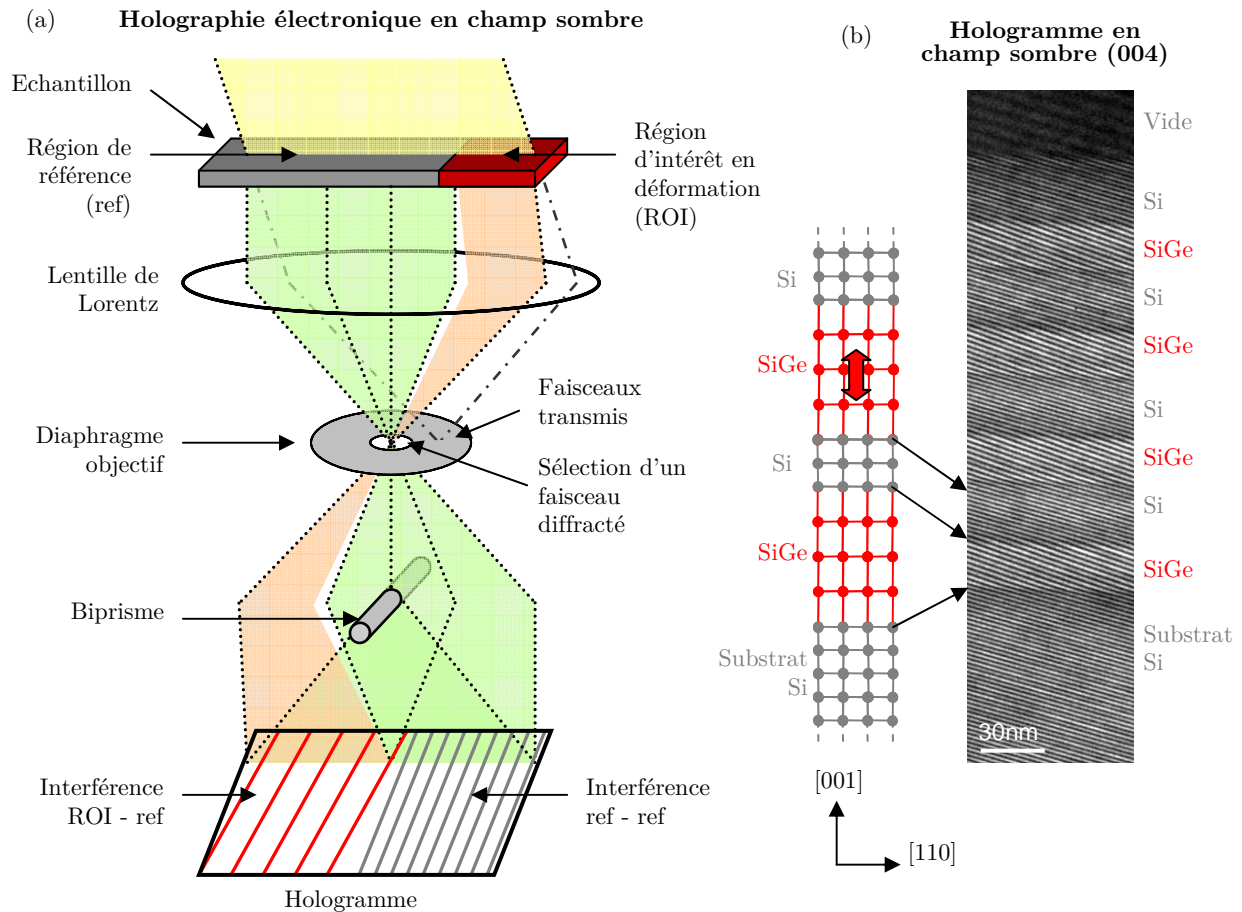 (a)
Holographie électronique en champ sombre
Echantillon
Région de
référence
(ref)
Région
d'intérêt en
déformation
(ROI)
Lentille de
Lorentz
Faisceaux
transmis
Diaphragme
objectif
Sélection d'un
faisceau
diffracté
Biprisme
Interférence
ROI - ref
Interférence
ref - ref
Hologramme
(b)
Hologramme en
champ sombre (004)
Si
SiGe
Si
SiGe
Substrat
Si
Vide
Si
SiGe
Si
SiGe
Si
SiGe
Si
SiGe
Substrat
Si
30nm
[001]
[110]